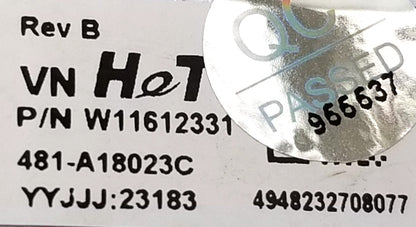 Rev B
VN HeT
P/N W11612331
481-A18023C
YYJJJ:23183
4948232708077
QC
PASSED
966637